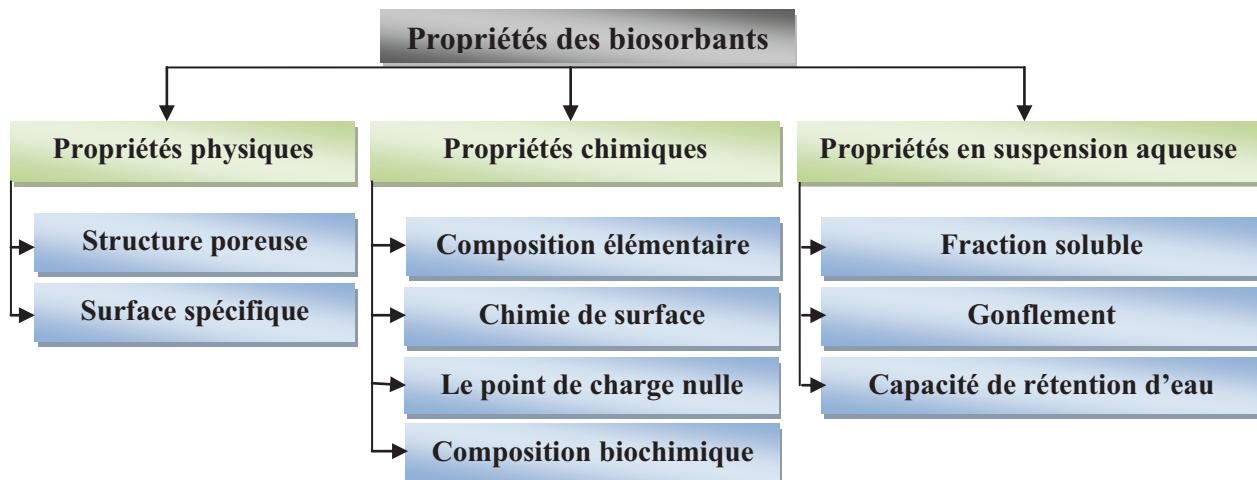 Propriétés des biosorbants
Propriétés physiques
Structure poreuse
Surface spécifique
Propriétés chimiques
Composition élémentaire
Chimie de surface
Le point de charge nulle
Composition biochimique
Propriétés en suspension aqueuse
Fraction soluble
Gonflement
Capacité de rétention d’eau